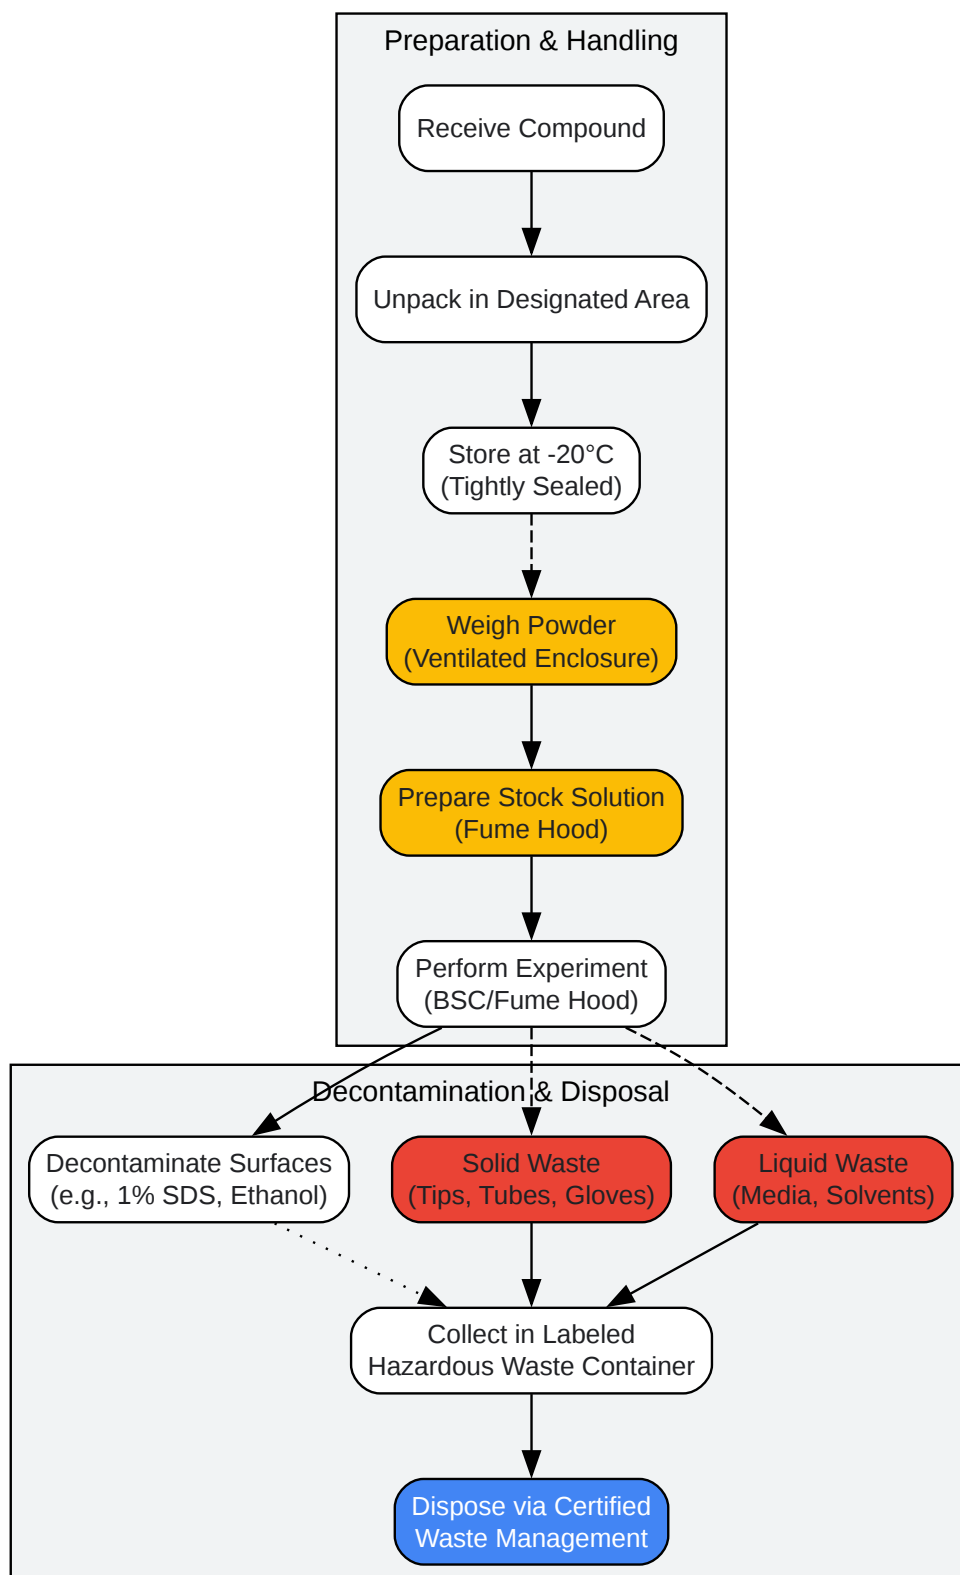 Preparation & Handling
Receive Compound
Unpack in Designated Area
Store at -20°C
(Tightly Sealed)
Weigh Powder
(Ventilated Enclosure)
Prepare Stock Solution
(Fume Hood)
Perform Experiment
(BSC/Fume Hood)
Decontamination & Disposal
Decontaminate Surfaces
(e.g., 1% SDS, Ethanol)
Solid Waste
(Tips, Tubes, Gloves)
Liquid Waste
(Media, Solvents)
Collect in Labeled
Hazardous Waste Container
Dispose via Certified
Waste Management